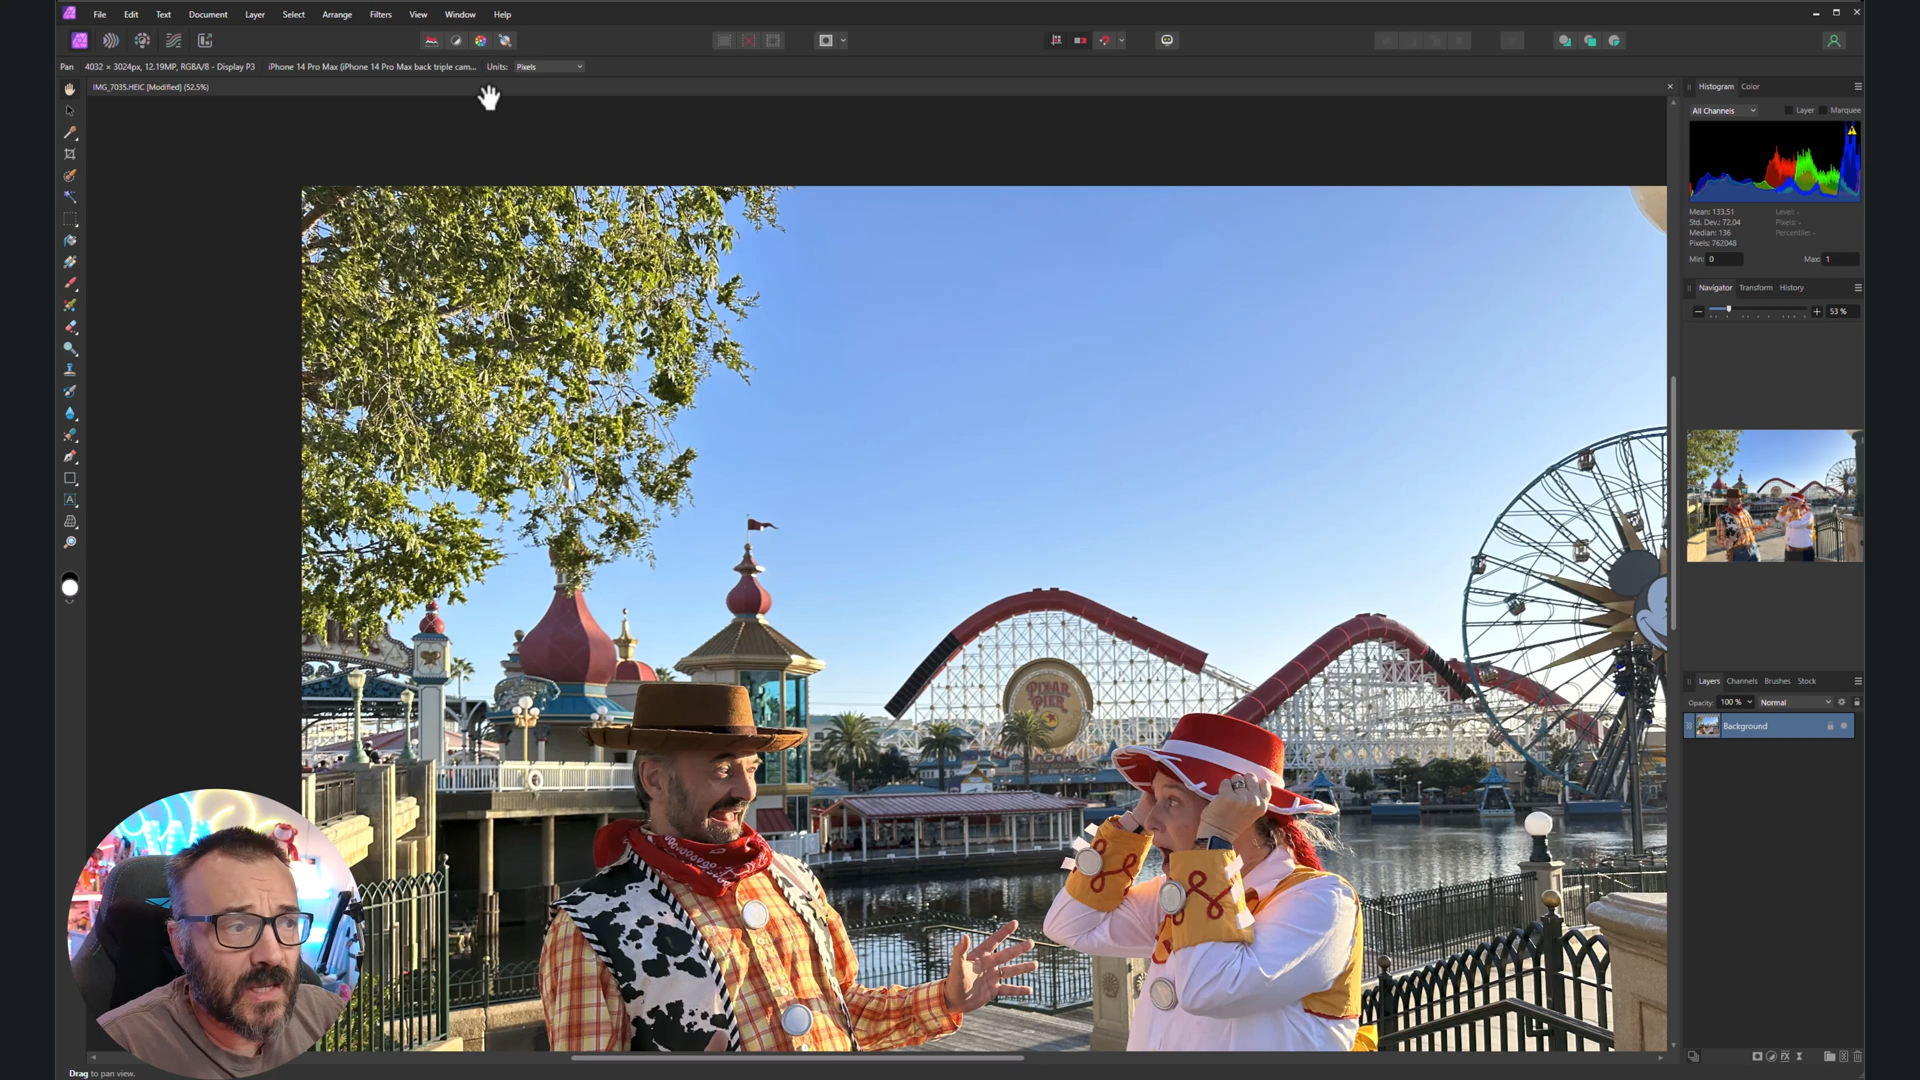 File Edit Text Document Layer Select Arrange Filters View Window Help
Pan 4032 × 3024px, 12.19MP, RGBA/8 - Display P3 iPhone 14 Pro Max (iPhone 14 Pro Max back triple cam... Units: Pixels
IMG_7035.HEIC [Modified] (52.5%)
Histogram Color
All Channels Layer Marquee
Mean: 133.51 Level: -
Std. Dev.: 72.04 Pixels: -
Median: 136 Percentile: -
Pixels: 762048
Min: 0 Max: 1
Navigator Transform History
53 %
PIXAR
PIER
Layers Channels Brushes Stock
Opacity: 100 % Normal
Background
Drag to pan view.